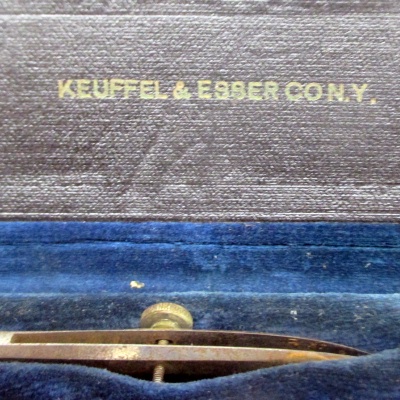 KEUFFEL & ESSER CO N.Y.